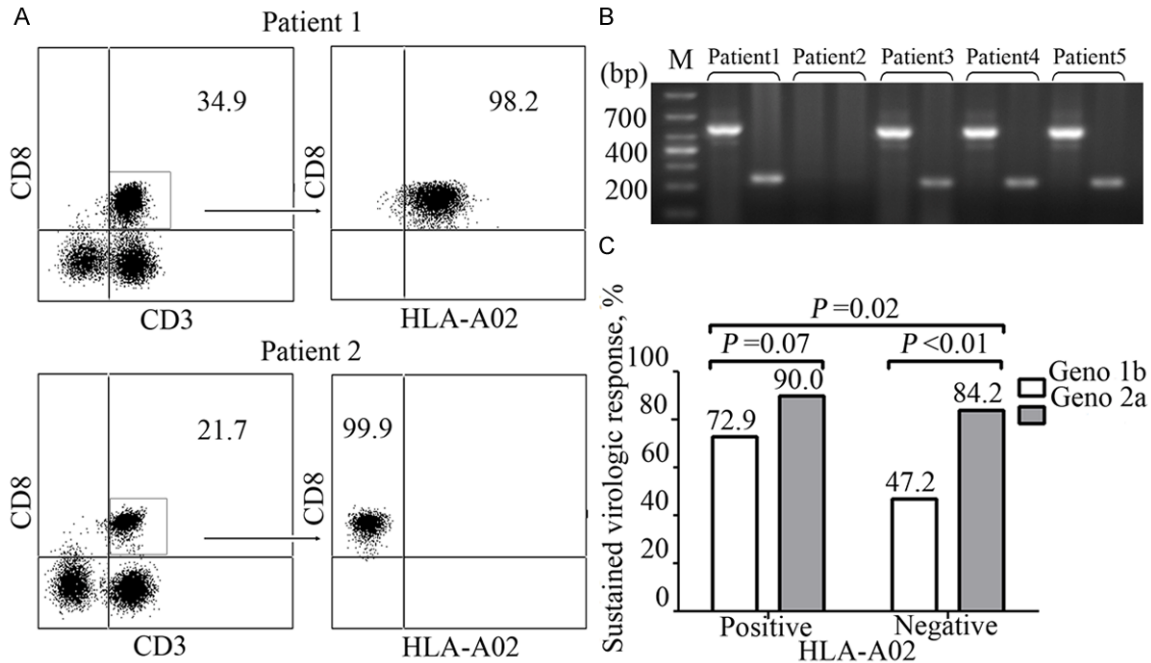 A
Patient 1
34.9
98.2
CD8
CD8
CD3
HLA-A02
Patient 2
21.7
99.9
CD8
CD8
CD3
HLA-A02
B
(bp)
M
Patient1
Patient2
Patient3
Patient4
Patient5
700
400
200
C
Sustained virologic response, %
P =0.02
P =0.07
P <0.01
100
80
60
40
20
0
72.9
90.0
47.2
84.2
Geno 1b
Geno 2a
Positive
Negative
HLA-A02